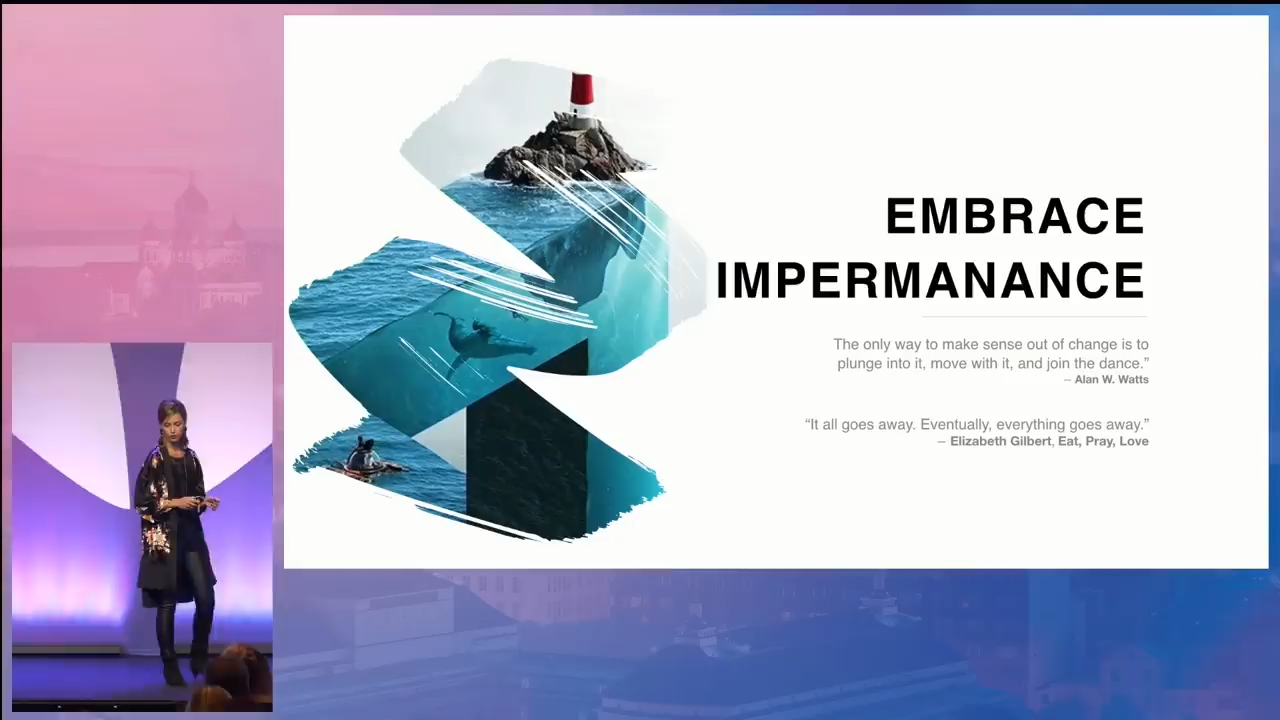 EMBRACE
IMPERMANANCE
The only way to make sense out of change is to
plunge into it, move with it, and join the dance.”
– Alan W. Watts
“It all goes away. Eventually, everything goes away.”
– Elizabeth Gilbert, Eat, Pray, Love